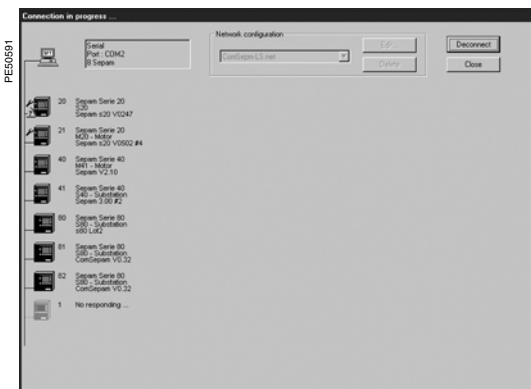 Connection in progress ...
PE50591
Serial
Port : COM2
8 Sepam
Network configuration
ComSepm-LS.net
Edit...
Delete
Deconnect
Close
20 Sepam Serie 20
S20
Sepam s20 V0247
21 Sepam Serie 20
M20 - Motor
Sepam s20 V0502 #4
40 Sepam Serie 40
M41 - Motor
Sepam V2.10
41 Sepam Serie 40
S40 - Substation
Sepam 3.00 #2
80 Sepam Serie 80
S80 - Substation
s80 Lot2
81 Sepam Serie 80
S80 - Substation
ComSepam V0.32
82 Sepam Serie 80
S80 - Substation
ComSepam V0.32
1 No responding ...